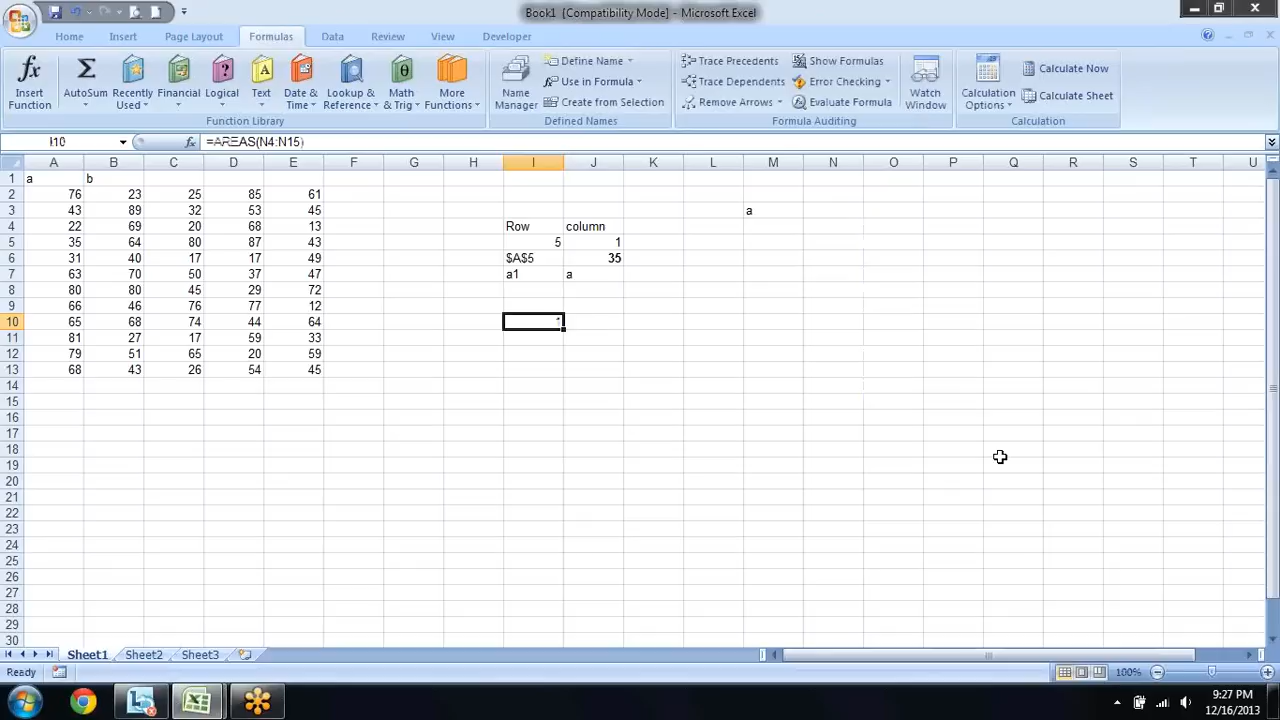 Book1 [Compatibility Mode] - Microsoft Excel
Home Insert Page Layout Formulas Data Review View Developer
Insert Function
AutoSum
Recently Used
Financial
Logical
Text
Date & Time
Lookup & Reference
Math & Trig
More Functions
Function Library
Name Manager
Define Name
Use in Formula
Create from Selection
Defined Names
Trace Precedents
Trace Dependents
Remove Arrows
Show Formulas
Error Checking
Evaluate Formula
Formula Auditing
Watch Window
Calculation Options
Calculate Now
Calculate Sheet
Calculation
I10 fx =AREAS(N4:N15)
A B C D E F G H I J K L M N O P Q R S T U
1 a b
2 76 23 25 85 61
3 43 89 32 53 45 a
4 22 69 20 68 13 Row column
5 35 64 80 87 43 5 1
6 31 40 17 17 49 $A$5 35
7 63 70 50 37 47 a1 a
8 80 80 45 29 72
9 66 46 76 77 12
10 65 68 74 44 64 1
11 81 27 17 59 33
12 79 51 65 20 59
13 68 43 26 54 45
14
15
16
17
18
19
20
21
22
23
24
25
26
27
28
29
30
Sheet1 Sheet2 Sheet3
Ready 100%
9:27 PM
12/16/2013